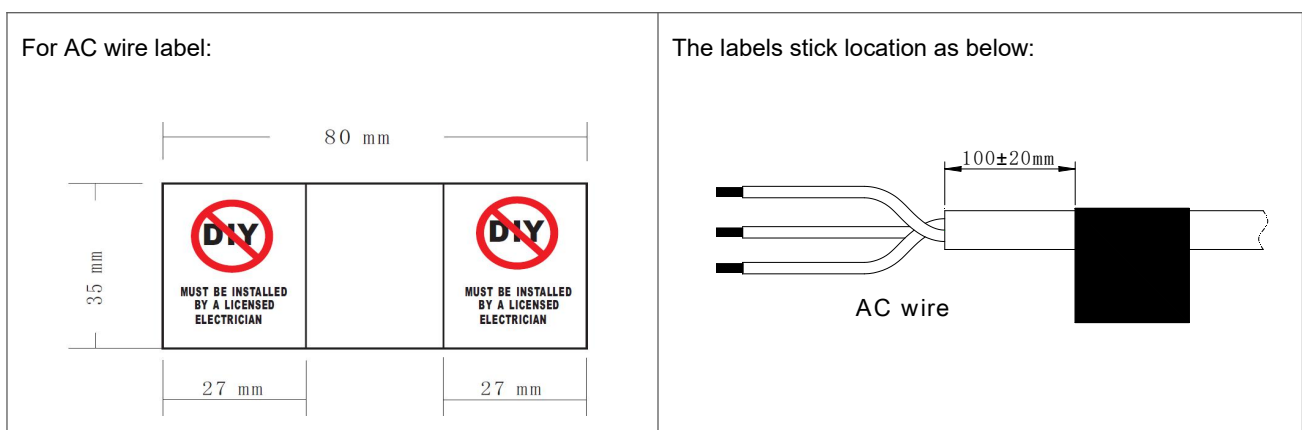 For AC wire label:
80 mm
35 mm
DIY
MUST BE INSTALLED
BY A LICENSED
ELECTRICIAN
DIY
MUST BE INSTALLED
BY A LICENSED
ELECTRICIAN
27 mm
27 mm
The labels stick location as below:
100±20mm
AC wire